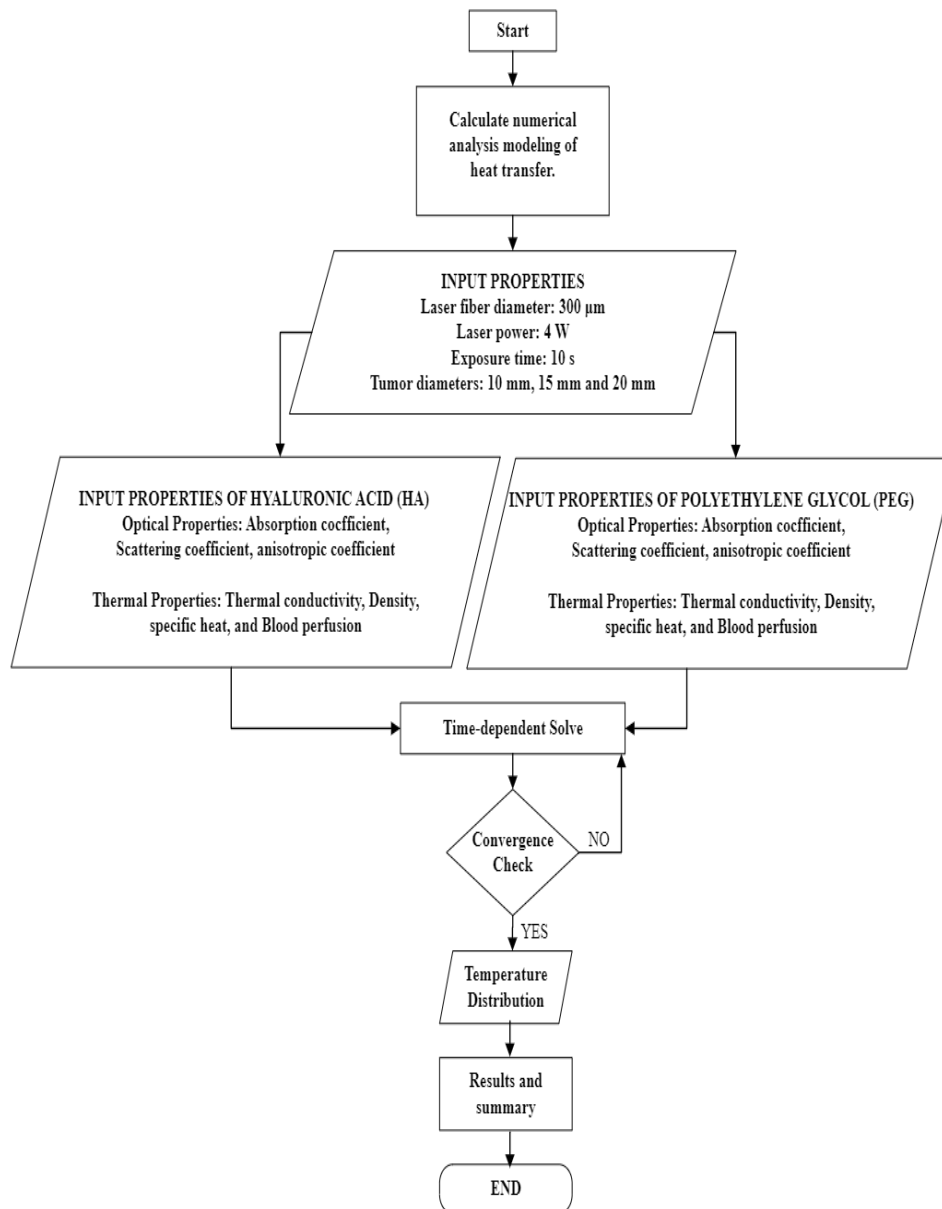 Start
Calculate numerical
analysis modeling of
heat transfer.
INPUT PROPERTIES
Laser fiber diameter: 300 µm
Laser power: 4 W
Exposure time: 10 s
Tumor diameters: 10 mm, 15 mm and 20 mm
INPUT PROPERTIES OF HYALURONIC ACID (HA)
Optical Properties: Absorption cocfficient,
Scattering coefficient, anisotropic coefficient
Thermal Properties: Thermal conductivity, Density,
specific heat, and Blood perfusion
INPUT PROPERTIES OF POLYETHYLENE GLYCOL (PEG)
Optical Properties: Absorption cocfficient,
Scattering coefficient, anisotropic coefficient
Thermal Properties: Thermal conductivity, Density,
specific heat, and Blood perfusion
Time-dependent Solve
Convergence
Check
NO
YES
Temperature
Distribution
Results and
summary
END